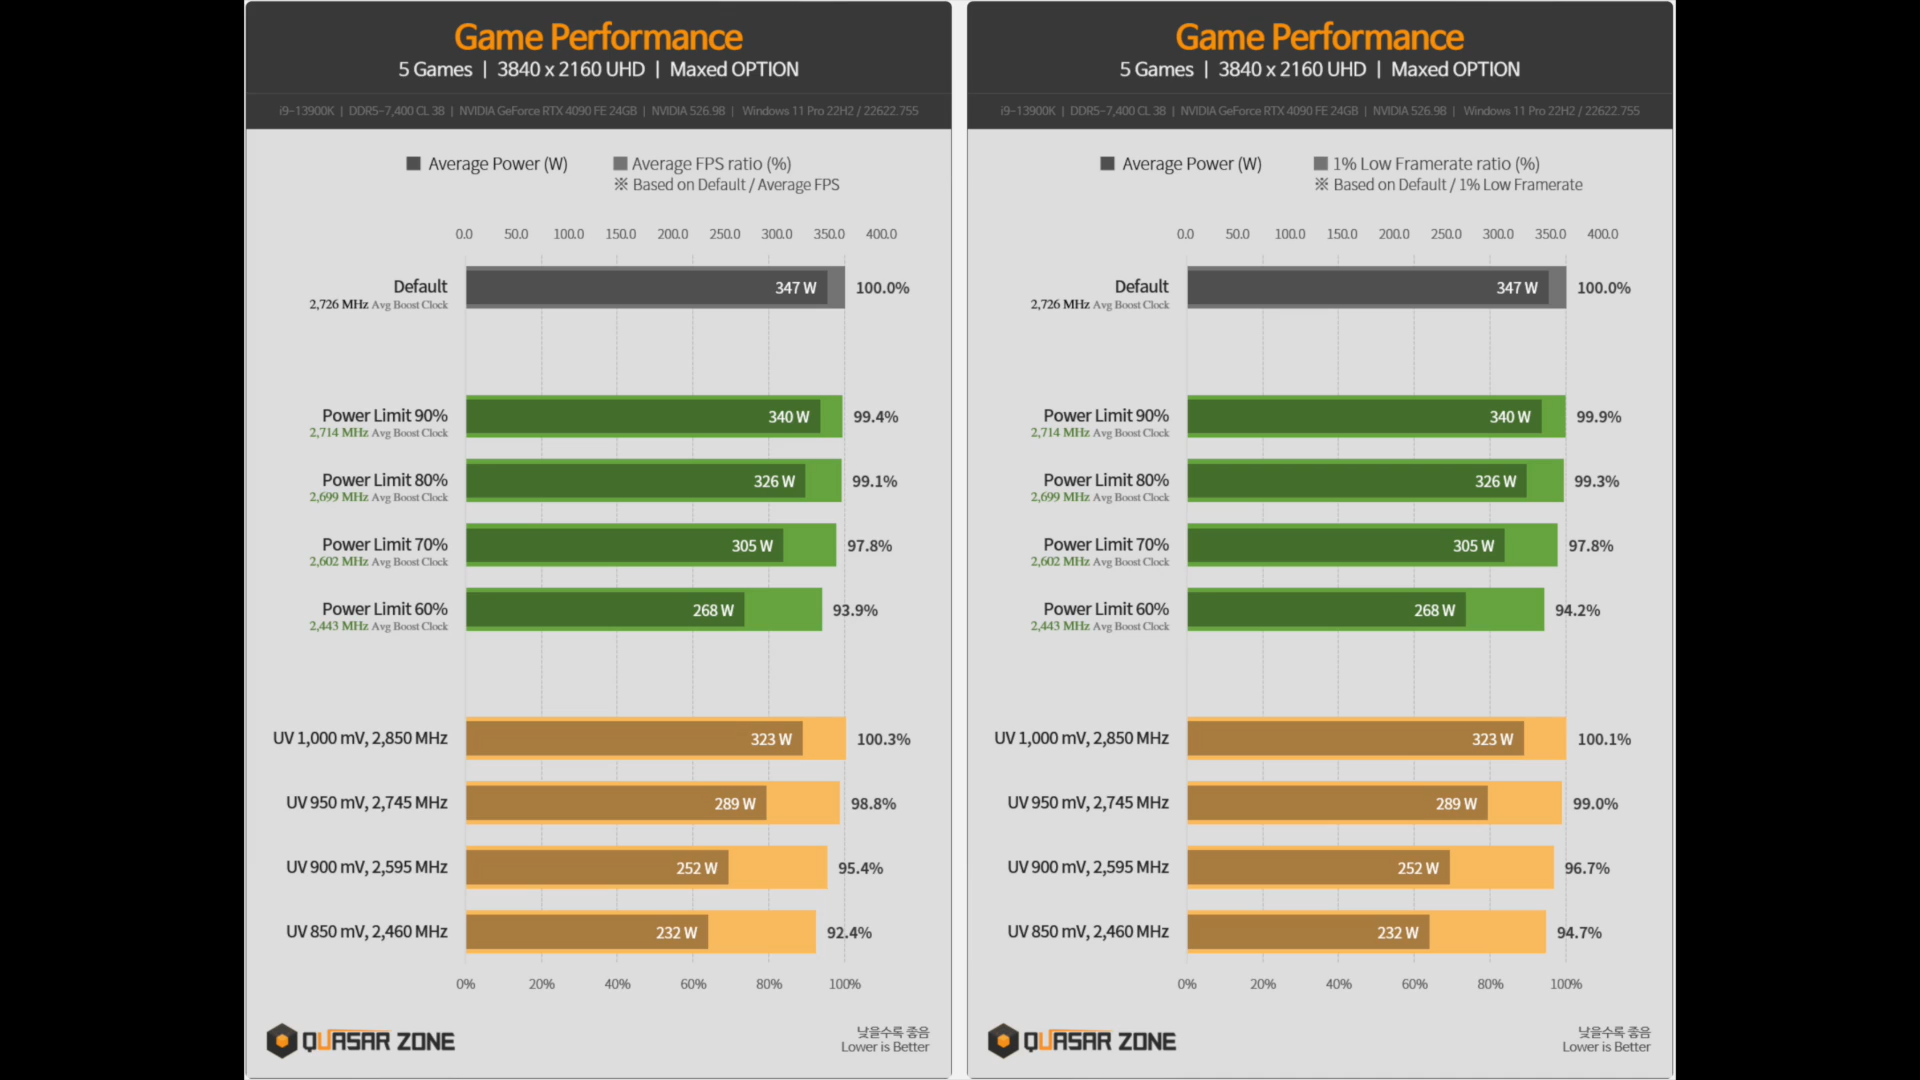 Game Performance
5 Games | 3840 x 2160 UHD | Maxed OPTION
i9-13900K | DDR5-7,400 CL 38 | NVIDIA GeForce RTX 4090 FE 24GB | NVIDIA 526.98 | Windows 11 Pro 22H2 / 22622.755
Average Power (W)
Average FPS ratio (%)
※ Based on Default / Average FPS
0.0 50.0 100.0 150.0 200.0 250.0 300.0 350.0 400.0
Default 347 W 100.0%
2,726 MHz Avg Boost Clock
Power Limit 90% 340 W 99.4%
2,714 MHz Avg Boost Clock
Power Limit 80% 326 W 99.1%
2,699 MHz Avg Boost Clock
Power Limit 70% 305 W 97.8%
2,602 MHz Avg Boost Clock
Power Limit 60% 268 W 93.9%
2,443 MHz Avg Boost Clock
UV 1,000 mV, 2,850 MHz 323 W 100.3%
UV 950 mV, 2,745 MHz 289 W 98.8%
UV 900 mV, 2,595 MHz 252 W 95.4%
UV 850 mV, 2,460 MHz 232 W 92.4%
0% 20% 40% 60% 80% 100%
QUASAR ZONE
낮을수록 좋음
Lower is Better
Game Performance
5 Games | 3840 x 2160 UHD | Maxed OPTION
i9-13900K | DDR5-7,400 CL 38 | NVIDIA GeForce RTX 4090 FE 24GB | NVIDIA 526.98 | Windows 11 Pro 22H2 / 22622.755
Average Power (W)
1% Low Framerate ratio (%)
※ Based on Default / 1% Low Framerate
0.0 50.0 100.0 150.0 200.0 250.0 300.0 350.0 400.0
Default 347 W 100.0%
2,726 MHz Avg Boost Clock
Power Limit 90% 340 W 99.9%
2,714 MHz Avg Boost Clock
Power Limit 80% 326 W 99.3%
2,699 MHz Avg Boost Clock
Power Limit 70% 305 W 97.8%
2,602 MHz Avg Boost Clock
Power Limit 60% 268 W 94.2%
2,443 MHz Avg Boost Clock
UV 1,000 mV, 2,850 MHz 323 W 100.1%
UV 950 mV, 2,745 MHz 289 W 99.0%
UV 900 mV, 2,595 MHz 252 W 96.7%
UV 850 mV, 2,460 MHz 232 W 94.7%
0% 20% 40% 60% 80% 100%
QUASAR ZONE
낮을수록 좋음
Lower is Better